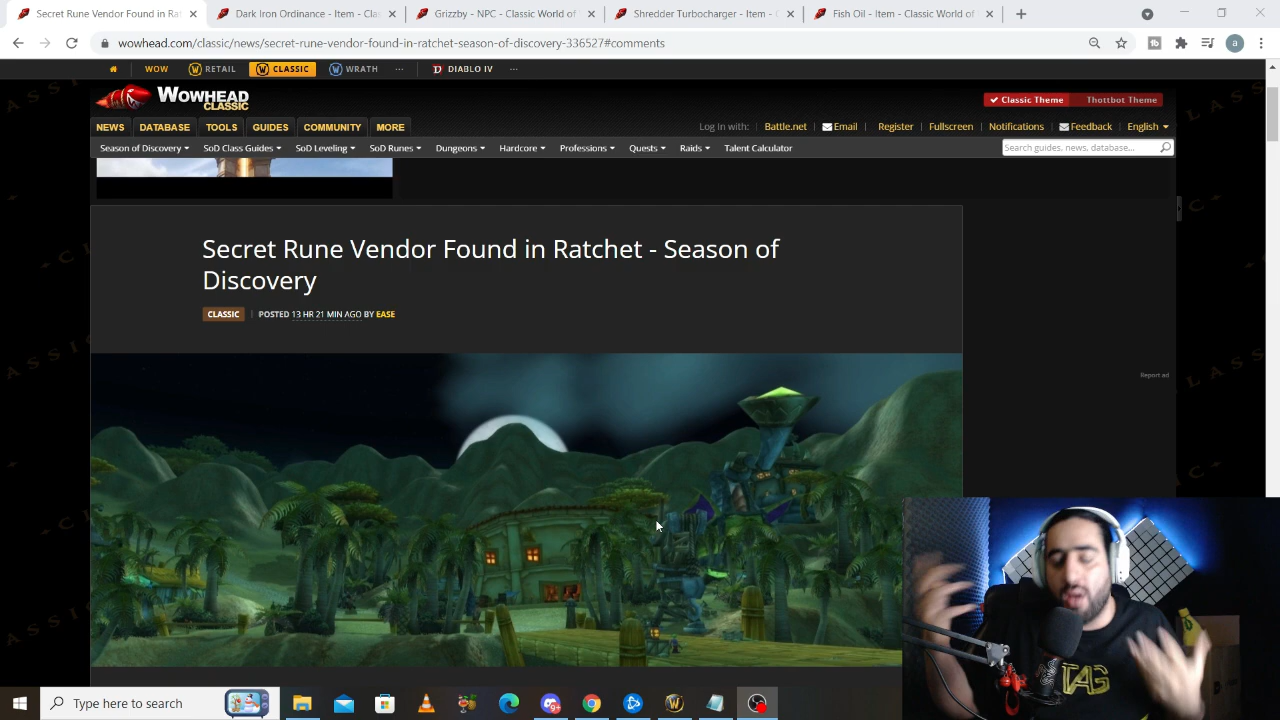 Secret Rune Vendor Found in Rat
Dark Iron Ordinance - Item - Clas
Grizzby - NPC - Classic World of
Shredder Turbocharger - Item - C
Fish Oil - Item - Classic World of
wowhead.com/classic/news/secret-rune-vendor-found-in-ratchet-season-of-discovery-336527#comments
a
WOW RETAIL CLASSIC WRATH ... DIABLO IV ...
WOWHEAD
CLASSIC
Classic Theme Thottbot Theme
NEWS DATABASE TOOLS GUIDES COMMUNITY MORE
Log In with: Battle.net Email Register Fullscreen Notifications Feedback English
Season of Discovery SoD Class Guides SoD Leveling SoD Runes Dungeons Hardcore Professions Quests Raids Talent Calculator
Search guides, news, database...
Secret Rune Vendor Found in Ratchet - Season of
Discovery
CLASSIC | POSTED 13 HR 21 MIN AGO BY EASE
Report ad
TAG
Type here to search